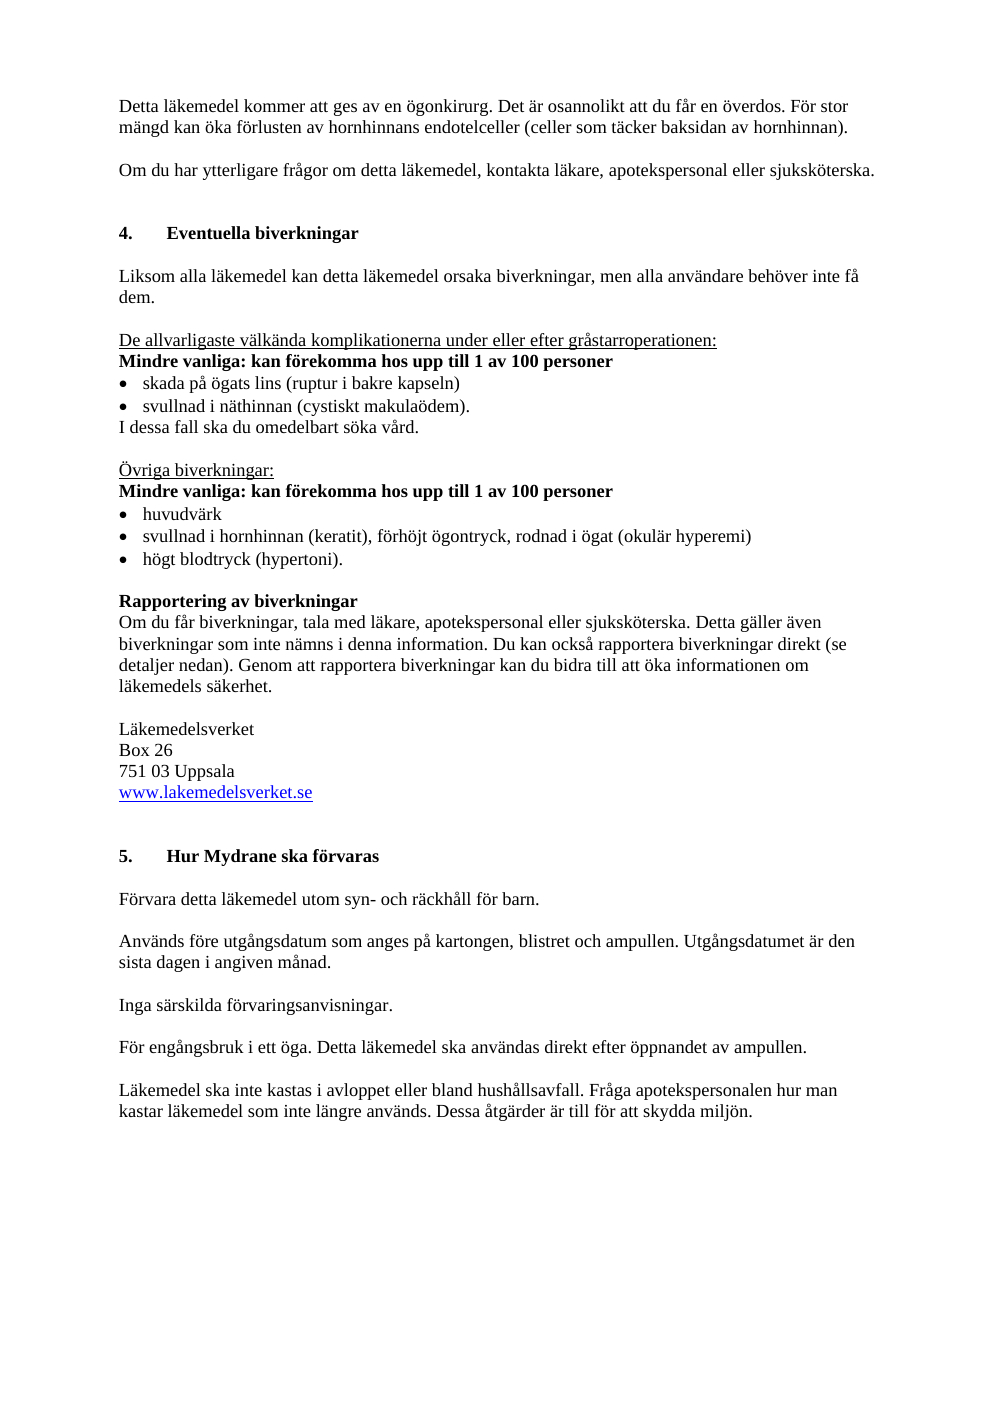 Detta läkemedel kommer att ges av en ögonkirurg. Det är osannolikt att du får en överdos. För stor
mängd kan öka förlusten av hornhinnans endotelceller (celler som täcker baksidan av hornhinnan).
Om du har ytterligare frågor om detta läkemedel, kontakta läkare, apotekspersonal eller sjuksköterska.
4. Eventuella biverkningar
Liksom alla läkemedel kan detta läkemedel orsaka biverkningar, men alla användare behöver inte få
dem.
De allvarligaste välkända komplikationerna under eller efter gråstarroperationen:
Mindre vanliga: kan förekomma hos upp till 1 av 100 personer
• skada på ögats lins (ruptur i bakre kapseln)
• svullnad i näthinnan (cystiskt makulaödem).
I dessa fall ska du omedelbart söka vård.
Övriga biverkningar:
Mindre vanliga: kan förekomma hos upp till 1 av 100 personer
• huvudvärk
• svullnad i hornhinnan (keratit), förhöjt ögontryck, rodnad i ögat (okulär hyperemi)
• högt blodtryck (hypertoni).
Rapportering av biverkningar
Om du får biverkningar, tala med läkare, apotekspersonal eller sjuksköterska. Detta gäller även
biverkningar som inte nämns i denna information. Du kan också rapportera biverkningar direkt (se
detaljer nedan). Genom att rapportera biverkningar kan du bidra till att öka informationen om
läkemedels säkerhet.
Läkemedelsverket
Box 26
751 03 Uppsala
www.lakemedelsverket.se
5. Hur Mydrane ska förvaras
Förvara detta läkemedel utom syn- och räckhåll för barn.
Används före utgångsdatum som anges på kartongen, blistret och ampullen. Utgångsdatumet är den
sista dagen i angiven månad.
Inga särskilda förvaringsanvisningar.
För engångsbruk i ett öga. Detta läkemedel ska användas direkt efter öppnandet av ampullen.
Läkemedel ska inte kastas i avloppet eller bland hushållsavfall. Fråga apotekspersonalen hur man
kastar läkemedel som inte längre används. Dessa åtgärder är till för att skydda miljön.